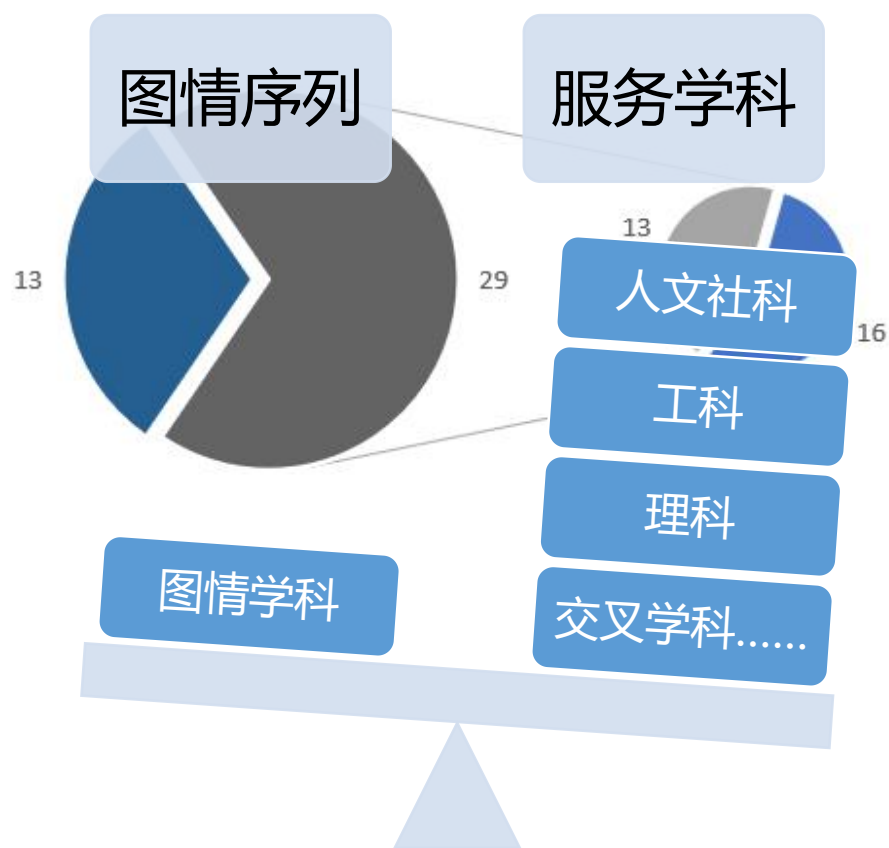 图情序列
服务学科
13
29
13
16
人文社科
工科
理科
图情学科
交叉学科......